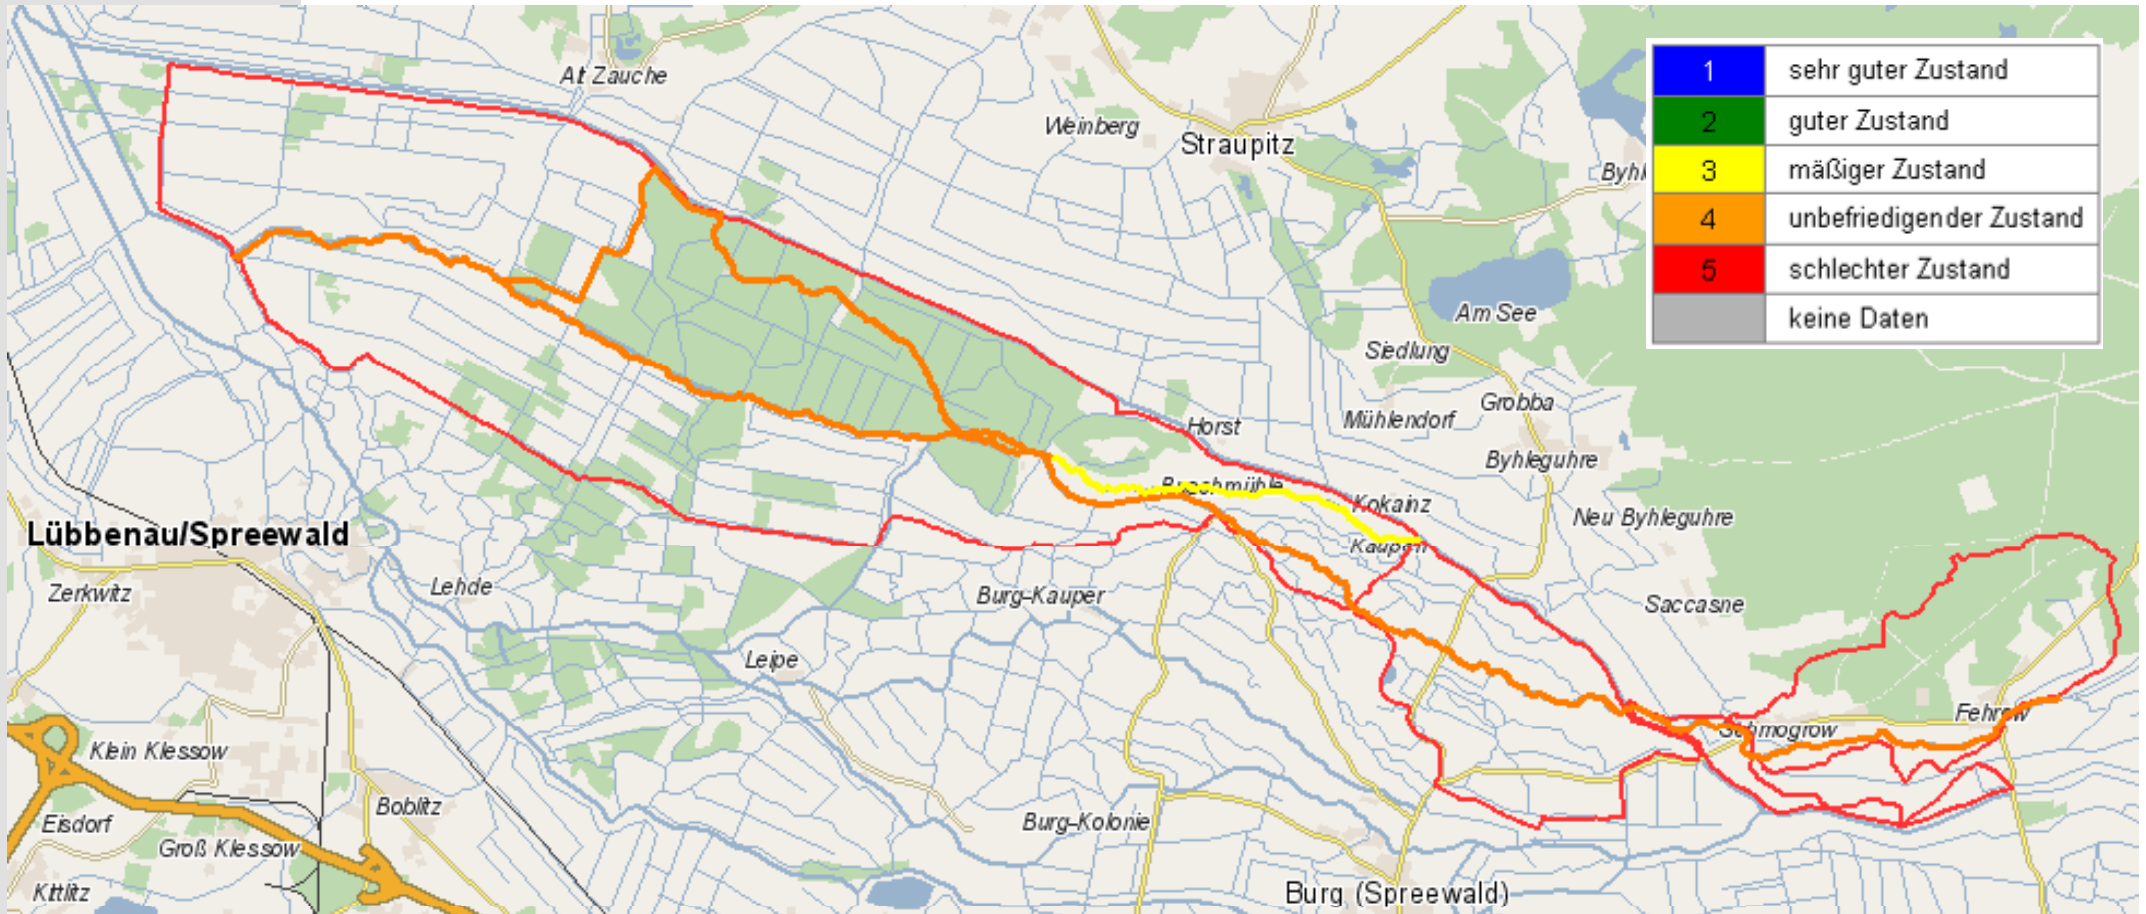 1 sehr guter Zustand
2 guter Zustand
3 mäßiger Zustand
4 unbefriedigender Zustand
5 schlechter Zustand
keine Daten
Alt Zauche
Weinberg
Straupitz
Am See
Siedlung
Mühlendorf
Grobba
Horst
Byhleguhre
Kokainz
Neu Byhleguhre
Lübbenau/Spreewald
Kaupen
Zerkwitz
Lehde
Burg-Kauper
Saccasne
Leipe
Fehrow
Schmogrow
Klein Klessow
Boblitz
Eisdorf
Burg-Kolonie
Groß Klessow
Kittlitz
Burg (Spreewald)